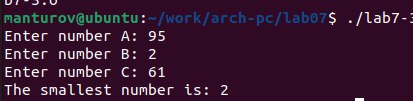 manturov@ubuntu:~/work/arch-pc/lab07$ ./lab7-3
Enter number A: 95
Enter number B: 2
Enter number C: 61
The smallest number is: 2